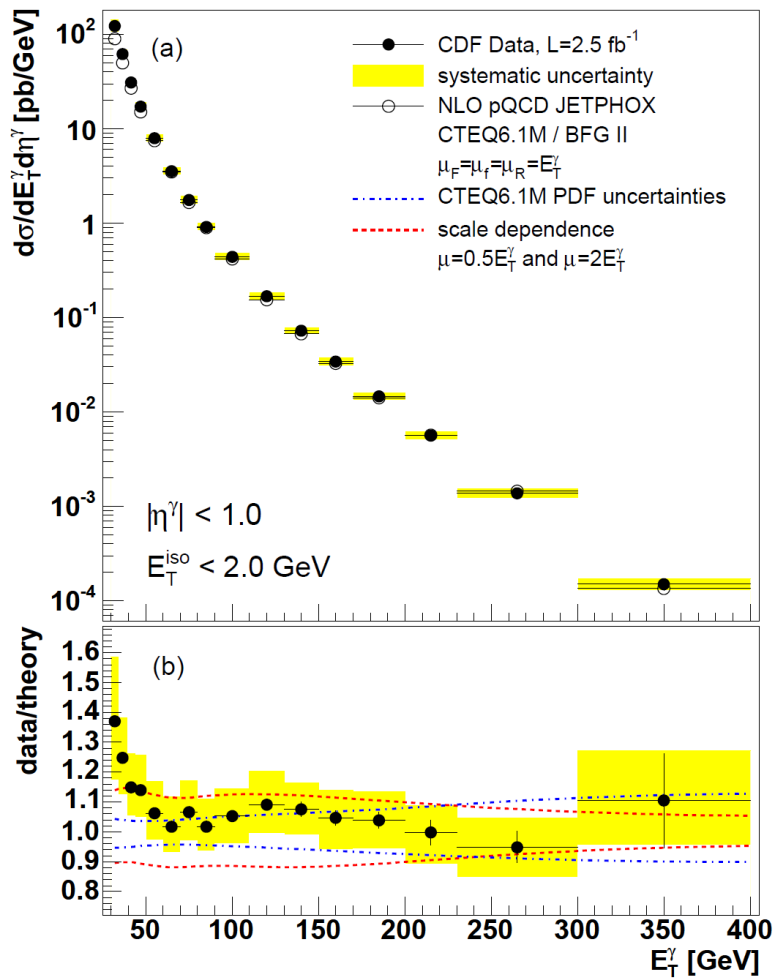 (a)
CDF Data, L=2.5 fb⁻¹
systematic uncertainty
NLO pQCD JETPHOX
CTEQ6.1M / BFG II
μ_F=μ_f=μ_R=E_T^γ
CTEQ6.1M PDF uncertainties
scale dependence
μ=0.5E_T^γ and μ=2E_T^γ
dσ/dE_T^γdη^γ [pb/GeV]
10²
10
1
10⁻¹
10⁻²
10⁻³
10⁻⁴
|η^γ| < 1.0
E_T^iso < 2.0 GeV
(b)
data/theory
1.6
1.5
1.4
1.3
1.2
1.1
1.0
0.9
0.8
50 100 150 200 250 300 350 400
E_T^γ [GeV]